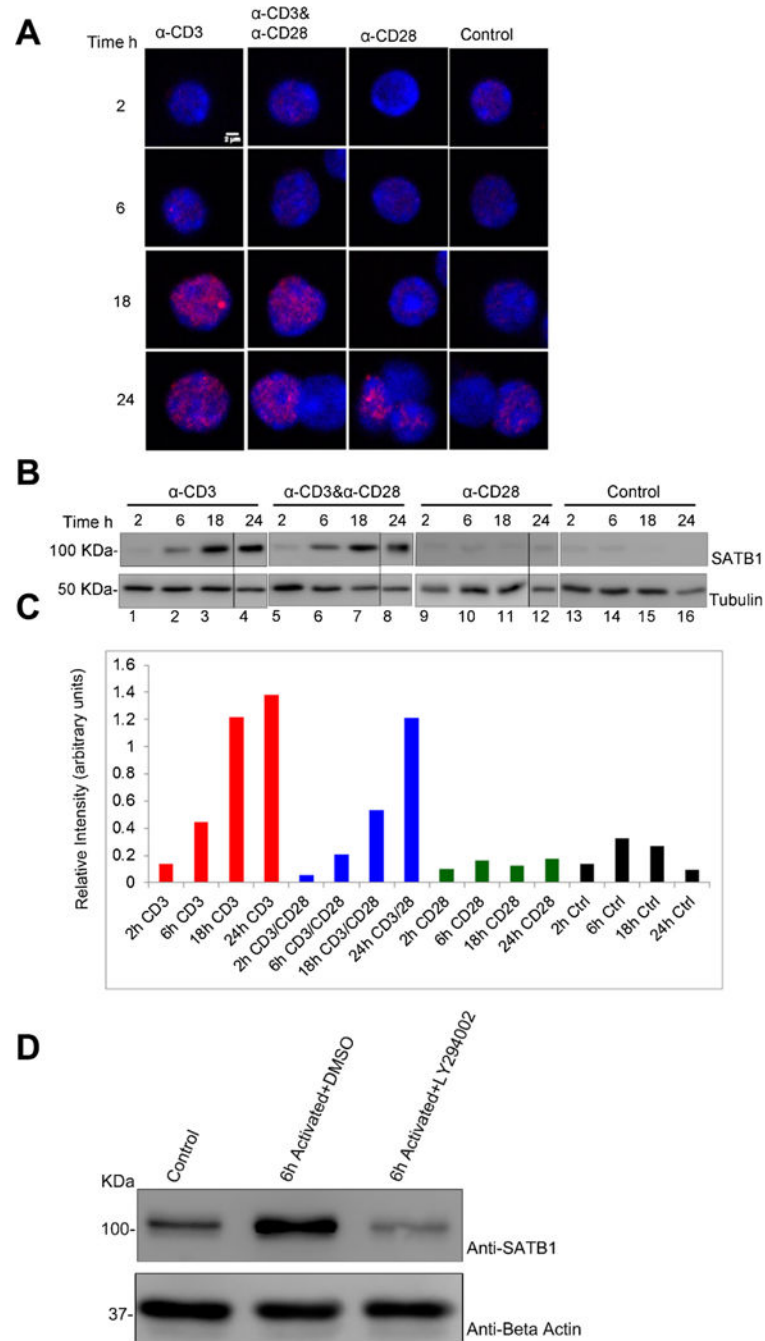 A
Time h
α-CD3
α-CD3&
α-CD28
α-CD28
Control
2
2 μm
6
18
24
B
α-CD3 α-CD3&α-CD28 α-CD28 Control
Time h 2 6 18 24 2 6 18 24 2 6 18 24 2 6 18 24
100 KDa- SATB1
50 KDa- Tubulin
1 2 3 4 5 6 7 8 9 10 11 12 13 14 15 16
C
Relative Intensity (arbitrary units)
1.6
1.4
1.2
1
0.8
0.6
0.4
0.2
0
2h CD3
6h CD3
18h CD3
24h CD3
2h CD3/CD28
6h CD3/CD28
18h CD3/CD28
24h CD3/28
2h CD28
6h CD28
18h CD28
24h CD28
2h Ctrl
6h Ctrl
18h Ctrl
24h Ctrl
D
Control
6h Activated+DMSO
6h Activated+LY294002
KDa
100- Anti-SATB1
37- Anti-Beta Actin